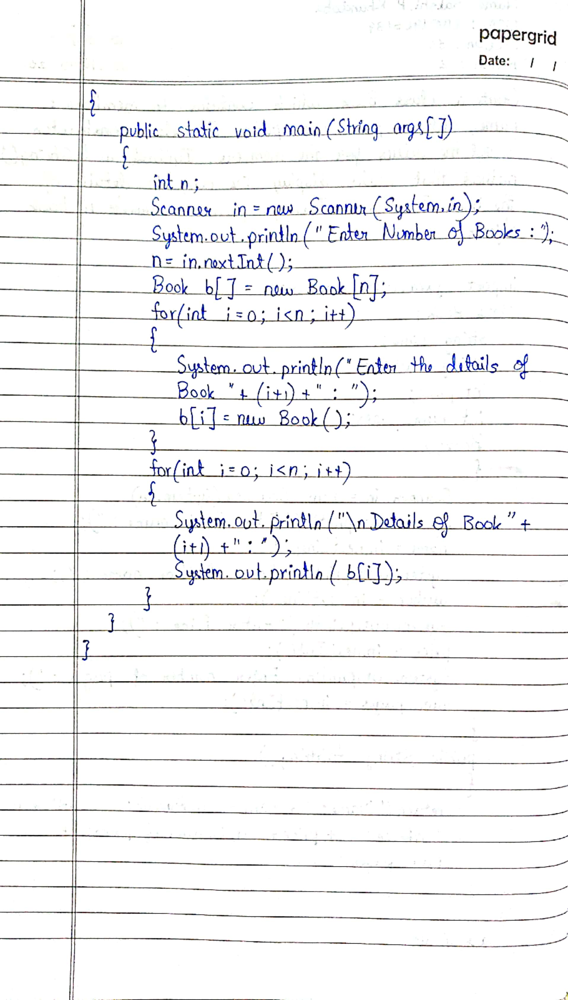 papergrid
Date: / /
{
public static void main(String args[])
{
int n;
Scanner in = new Scanner(System.in);
System.out.println("Enter Number of Books : ");
n = in.nextInt();
Book b[] = new Book[n];
for(int i=0; i<n; i++)
{
System.out.println("Enter the details of
Book "+ (i+1) +" : ");
b[i] = new Book();
}
for(int i=0; i<n; i++)
{
System.out.println("\n Details of Book" +
(i+1) +" : ");
System.out.println( b[i]);
}
}
}